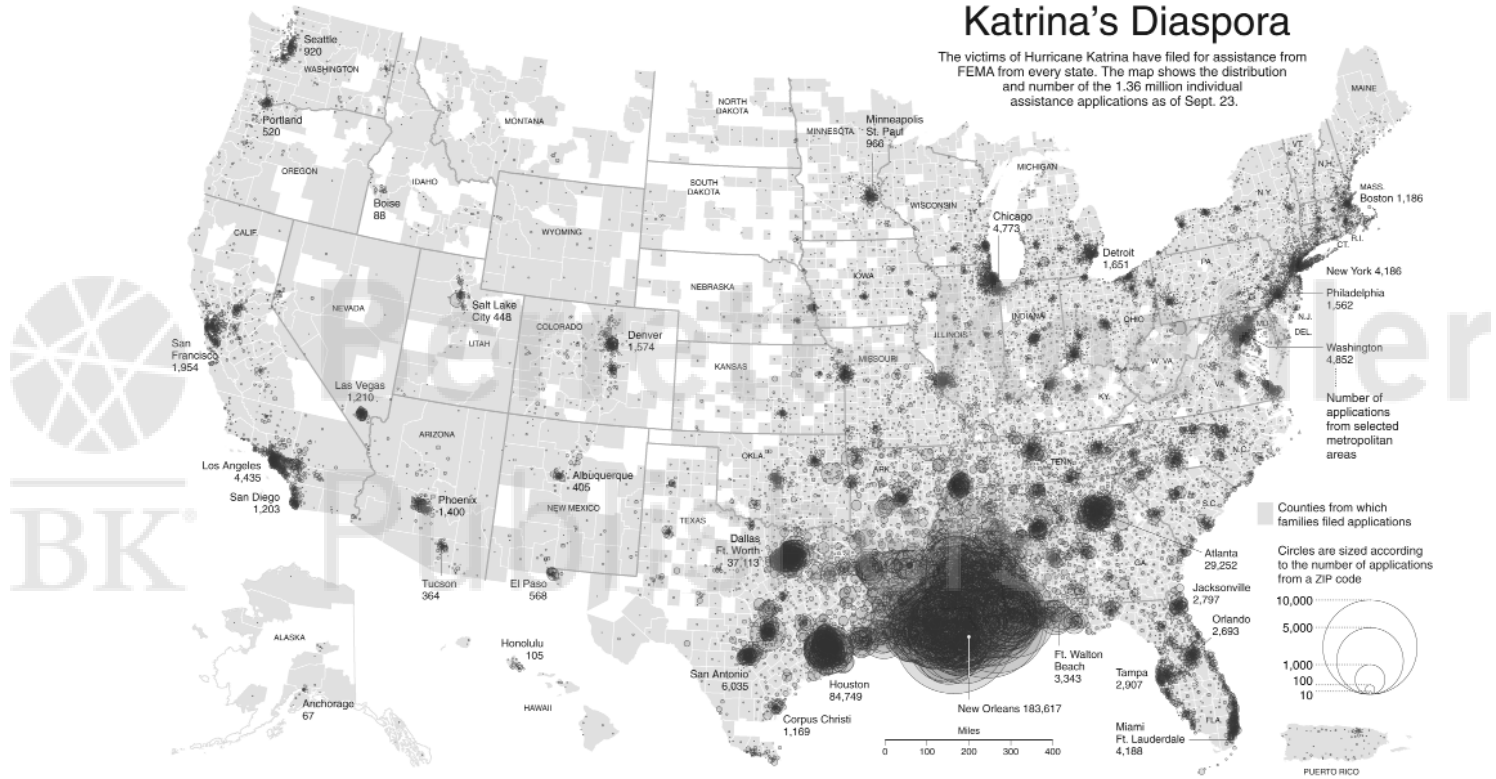 Katrina's Diaspora
The victims of Hurricane Katrina have filed for assistance from
FEMA from every state. The map shows the distribution
and number of the 1.36 million individual
assistance applications as of Sept. 23.
Seattle
920
WASHINGTON
Portland
520
OREGON
MONTANA
IDAHO
Boise
88
WYOMING
NORTH
DAKOTA
SOUTH
DAKOTA
MINNESOTA
Minneapolis
St. Paul
966
WISCONSIN
MICHIGAN
Chicago
4,773
Detroit
1,651
MAINE
VT.
N.H.
N.Y.
MASS.
Boston 1,186
R.I.
CT.
PA.
New York 4,186
Philadelphia
1,562
N.J.
DEL.
MD.
Washington
4,852
Number of
applications
from selected
metropolitan
areas
CALIF.
NEVADA
Salt Lake
City 448
UTAH
COLORADO
Denver
1,574
NEBRASKA
IOWA
ILLINOIS
INDIANA
OHIO
W. VA.
VA.
KY.
KANSAS
MISSOURI
San
Francisco
1,954
Las Vegas
1,210
Los Angeles
4,435
San Diego
1,203
ARIZONA
Phoenix
1,400
Tucson
364
Albuquerque
405
NEW MEXICO
El Paso
568
OKLA.
TEXAS
ARK.
TENN.
N.C.
S.C.
GA.
Dallas
Ft. Worth
37,113
Atlanta
29,252
Jacksonville
2,797
Orlando
2,693
Tampa
2,907
FLA.
Miami
Ft. Lauderdale
4,188
Ft. Walton
Beach
3,343
New Orleans 183,617
Houston
84,749
San Antonio
6,035
Corpus Christi
1,169
Miles
0 100 200 300 400
ALASKA
Anchorage
67
Honolulu
105
HAWAII
Counties from which
families filed applications
Circles are sized according
to the number of applications
from a ZIP code
10,000
5,000
1,000
100
10
PUERTO RICO
BK